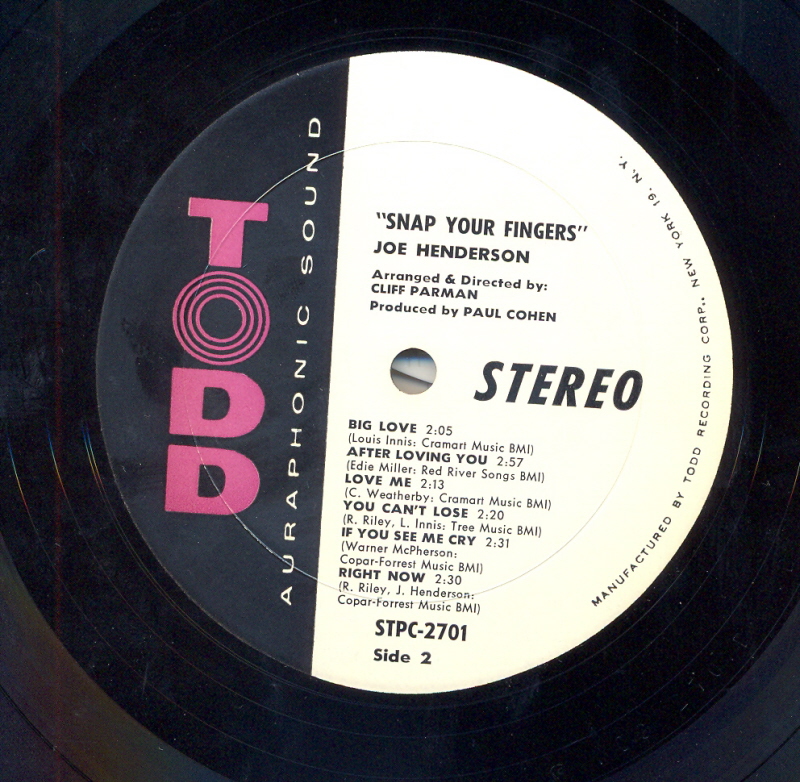 TODD
AURAPHONIC SOUND
"SNAP YOUR FINGERS"
JOE HENDERSON
Arranged & Directed by:
CLIFF PARMAN
Produced by PAUL COHEN
STEREO
BIG LOVE 2:05
(Louis Innis: Cramart Music BMI)
AFTER LOVING YOU 2:57
(Edie Miller: Red River Songs BMI)
LOVE ME 2:13
(C. Weatherby: Cramart Music BMI)
YOU CAN'T LOSE 2:20
(R. Riley, L. Innis: Tree Music BMI)
IF YOU SEE ME CRY 2:31
(Warner McPherson:
Copar-Forrest Music BMI)
RIGHT NOW 2:30
(R. Riley, J. Henderson:
Copar-Forrest Music BMI)
STPC-2701
Side 2
MANUFACTURED BY TODD RECORDING CORP., NEW YORK 19, N. Y.